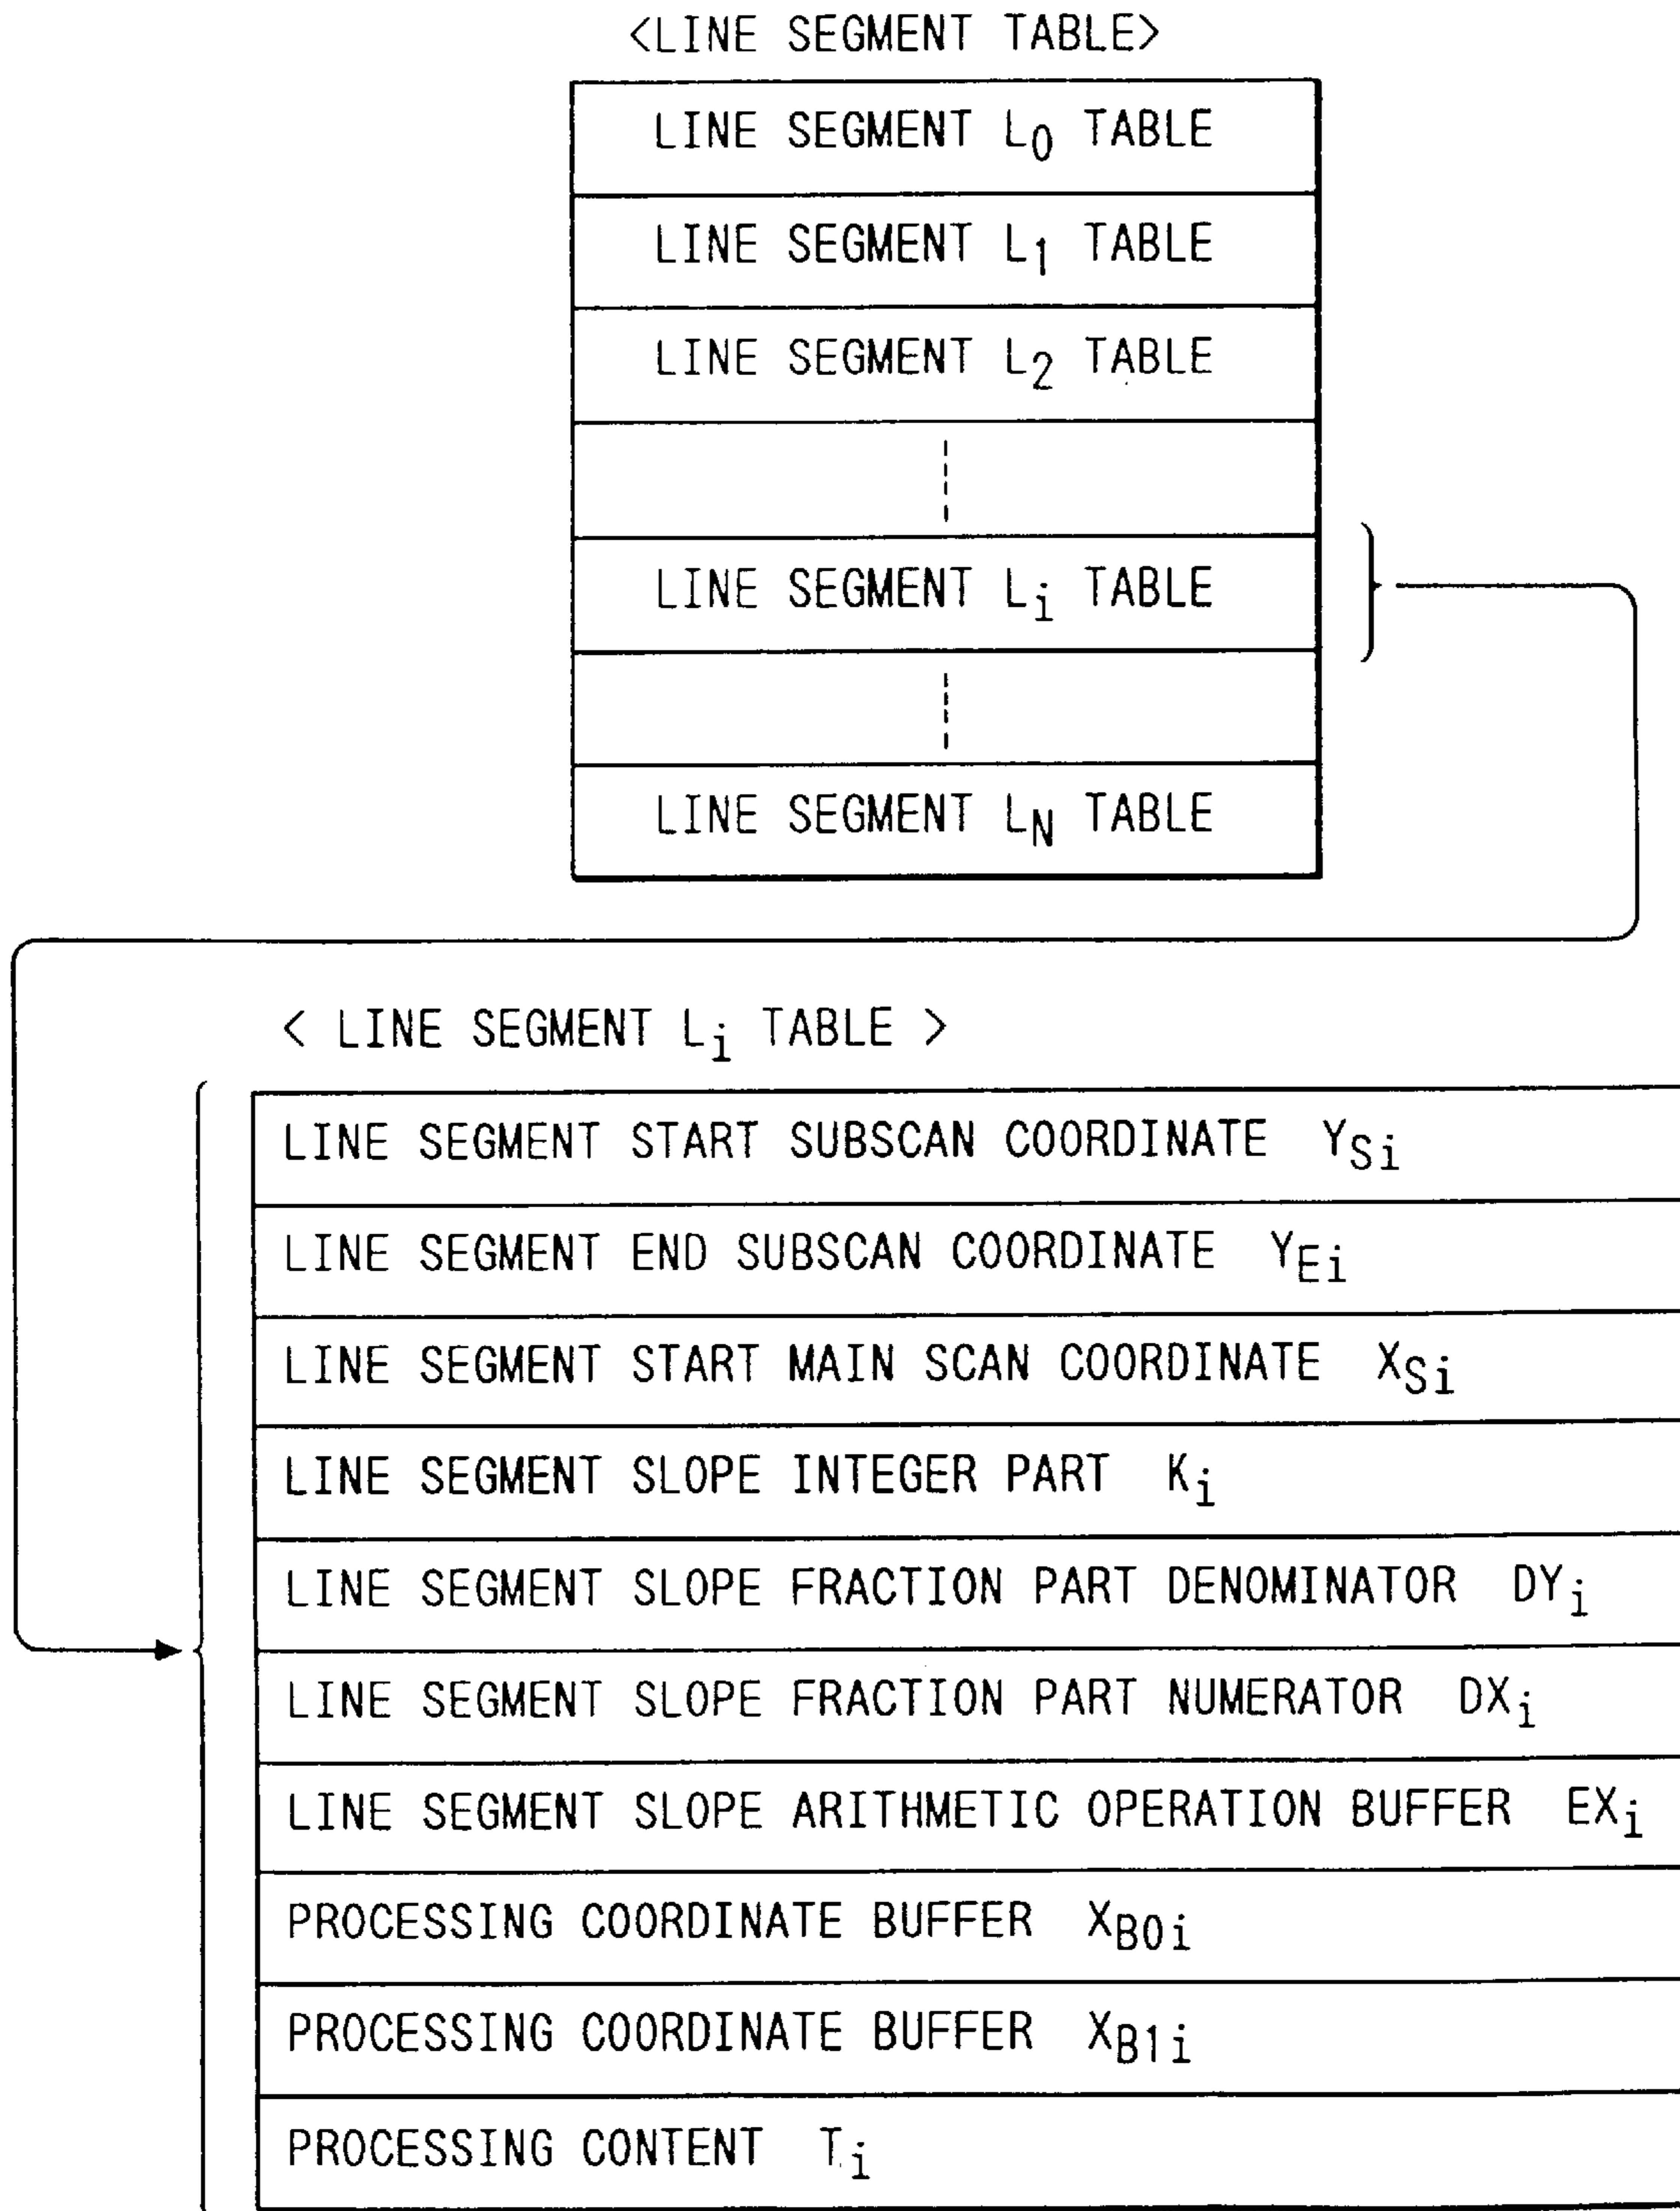 <LINE SEGMENT TABLE>
LINE SEGMENT L0 TABLE
LINE SEGMENT L1 TABLE
LINE SEGMENT L2 TABLE
LINE SEGMENT Li TABLE
LINE SEGMENT LN TABLE
< LINE SEGMENT Li TABLE >
LINE SEGMENT START SUBSCAN COORDINATE YSi
LINE SEGMENT END SUBSCAN COORDINATE YEi
LINE SEGMENT START MAIN SCAN COORDINATE XSi
LINE SEGMENT SLOPE INTEGER PART Ki
LINE SEGMENT SLOPE FRACTION PART DENOMINATOR DYi
LINE SEGMENT SLOPE FRACTION PART NUMERATOR DXi
LINE SEGMENT SLOPE ARITHMETIC OPERATION BUFFER EXi
PROCESSING COORDINATE BUFFER XB0i
PROCESSING COORDINATE BUFFER XB1i
PROCESSING CONTENT Ti